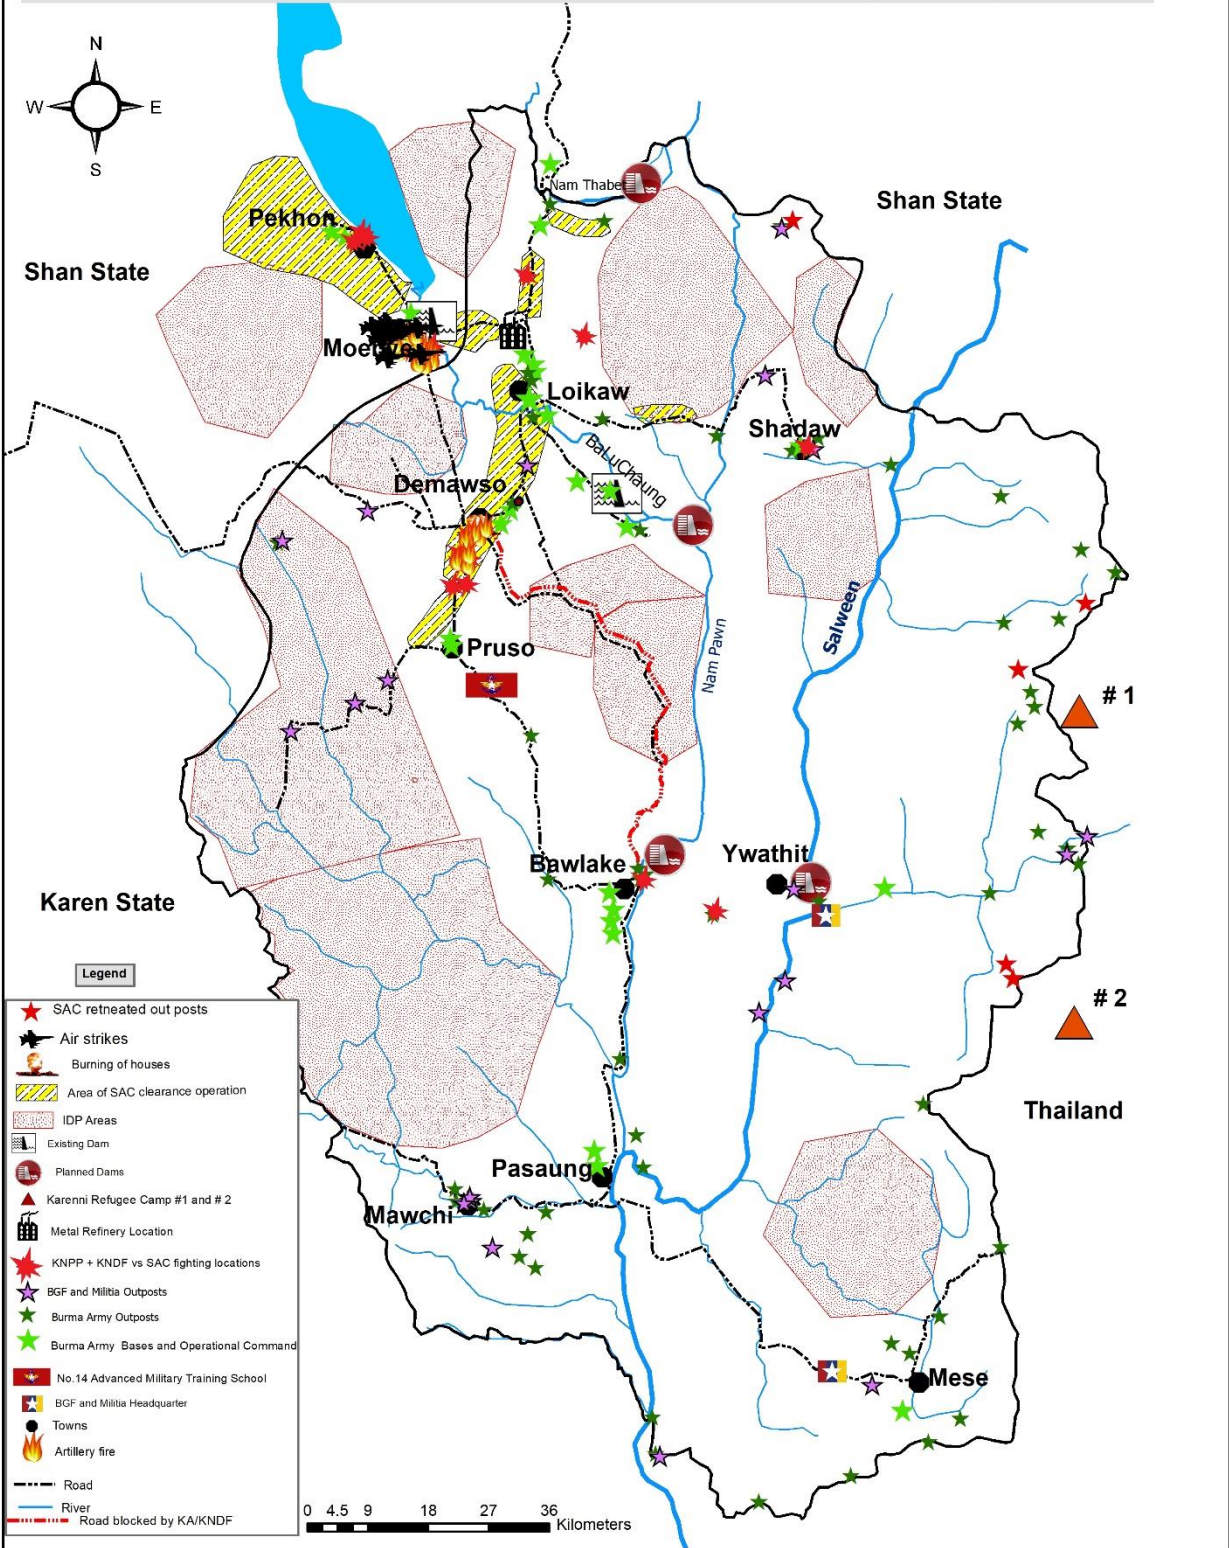 N
W E
S
Nam Thabet
Shan State
Pekhon
Shan State
Moebye
Loikaw
Shadaw
BaLuChaung
Demawso
Salween
Nam Pawn
Pruso
# 1
Bawlake
Ywathit
Karen State
# 2
Thailand
Pasaung
Mawchi
Mese
Legend
SAC retneated out posts
Air strikes
Burning of houses
Area of SAC clearance operation
IDP Areas
Existing Dam
Planned Dams
Karenni Refugee Camp #1 and # 2
Metal Refinery Location
KNPP + KNDF vs SAC fighting locations
BGF and Militia Outposts
Burma Army Outposts
Burma Army Bases and Operational Command
No.14 Advanced Military Training School
BGF and Militia Headquarter
Towns
Artillery fire
Road
River
Road blocked by KA/KNDF
0 4.5 9 18 27 36
Kilometers